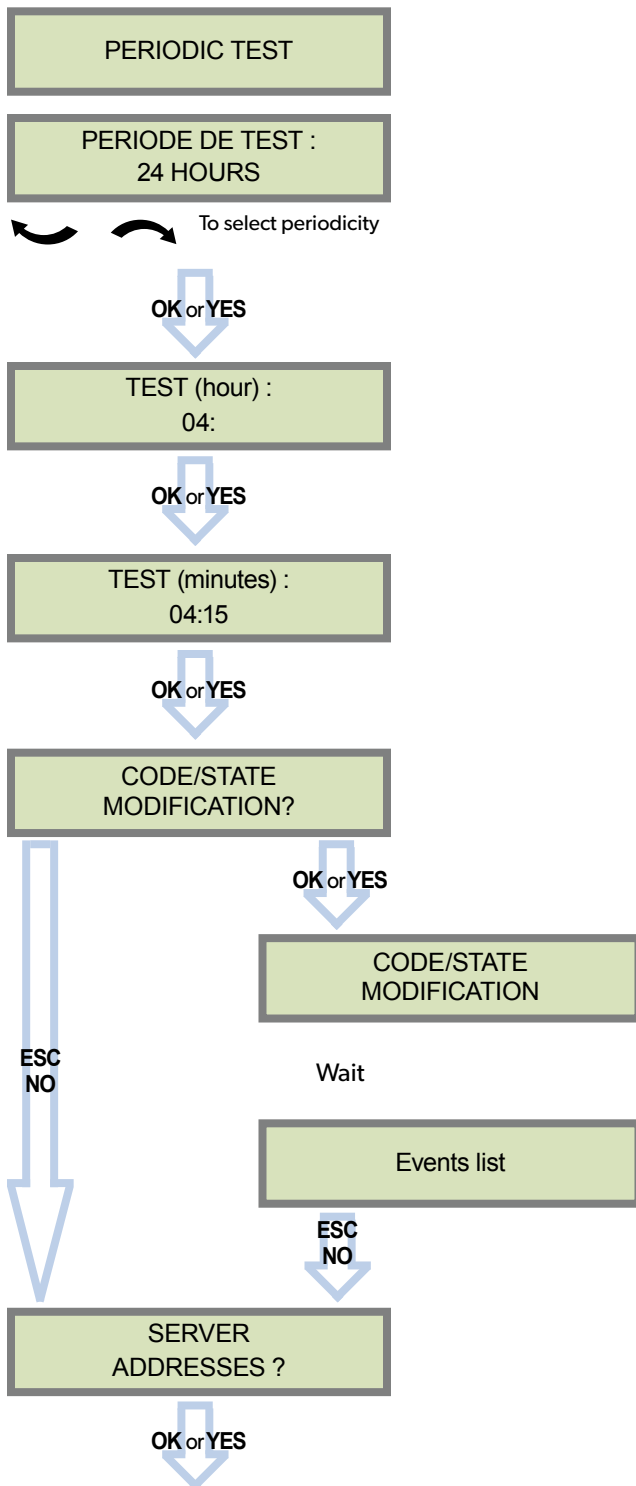 PERIODIC TEST
PERIODE DE TEST :
24 HOURS
To select periodicity
OK or YES
TEST (hour) :
04:
OK or YES
TEST (minutes) :
04:15
OK or YES
CODE/STATE
MODIFICATION?
OK or YES
CODE/STATE
MODIFICATION
ESC
NO
Wait
Events list
ESC
NO
SERVER
ADDRESSES ?
OK or YES